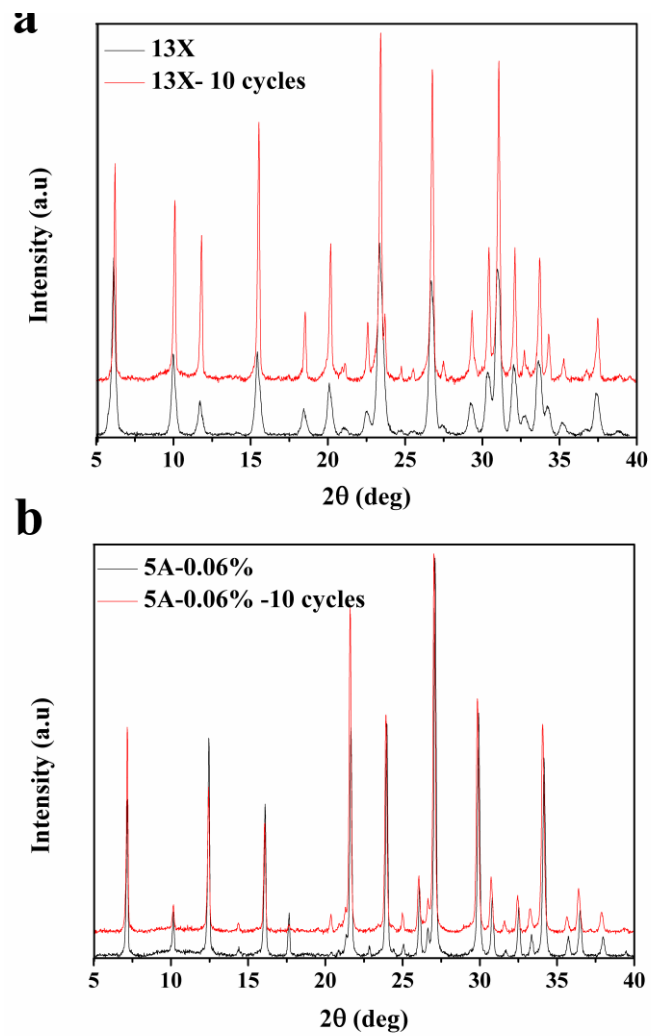 a
13X
13X- 10 cycles
Intensity (a.u)
5 10 15 20 25 30 35 40
2θ (deg)
b
5A-0.06%
5A-0.06% -10 cycles
Intensity (a.u)
5 10 15 20 25 30 35 40
2θ (deg)